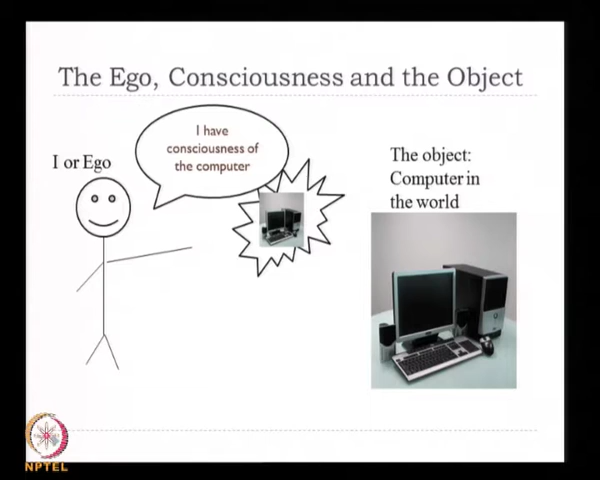 The Ego, Consciousness and the Object
I have
consciousness of
the computer
I or Ego
The object:
Computer in
the world
NPTEL